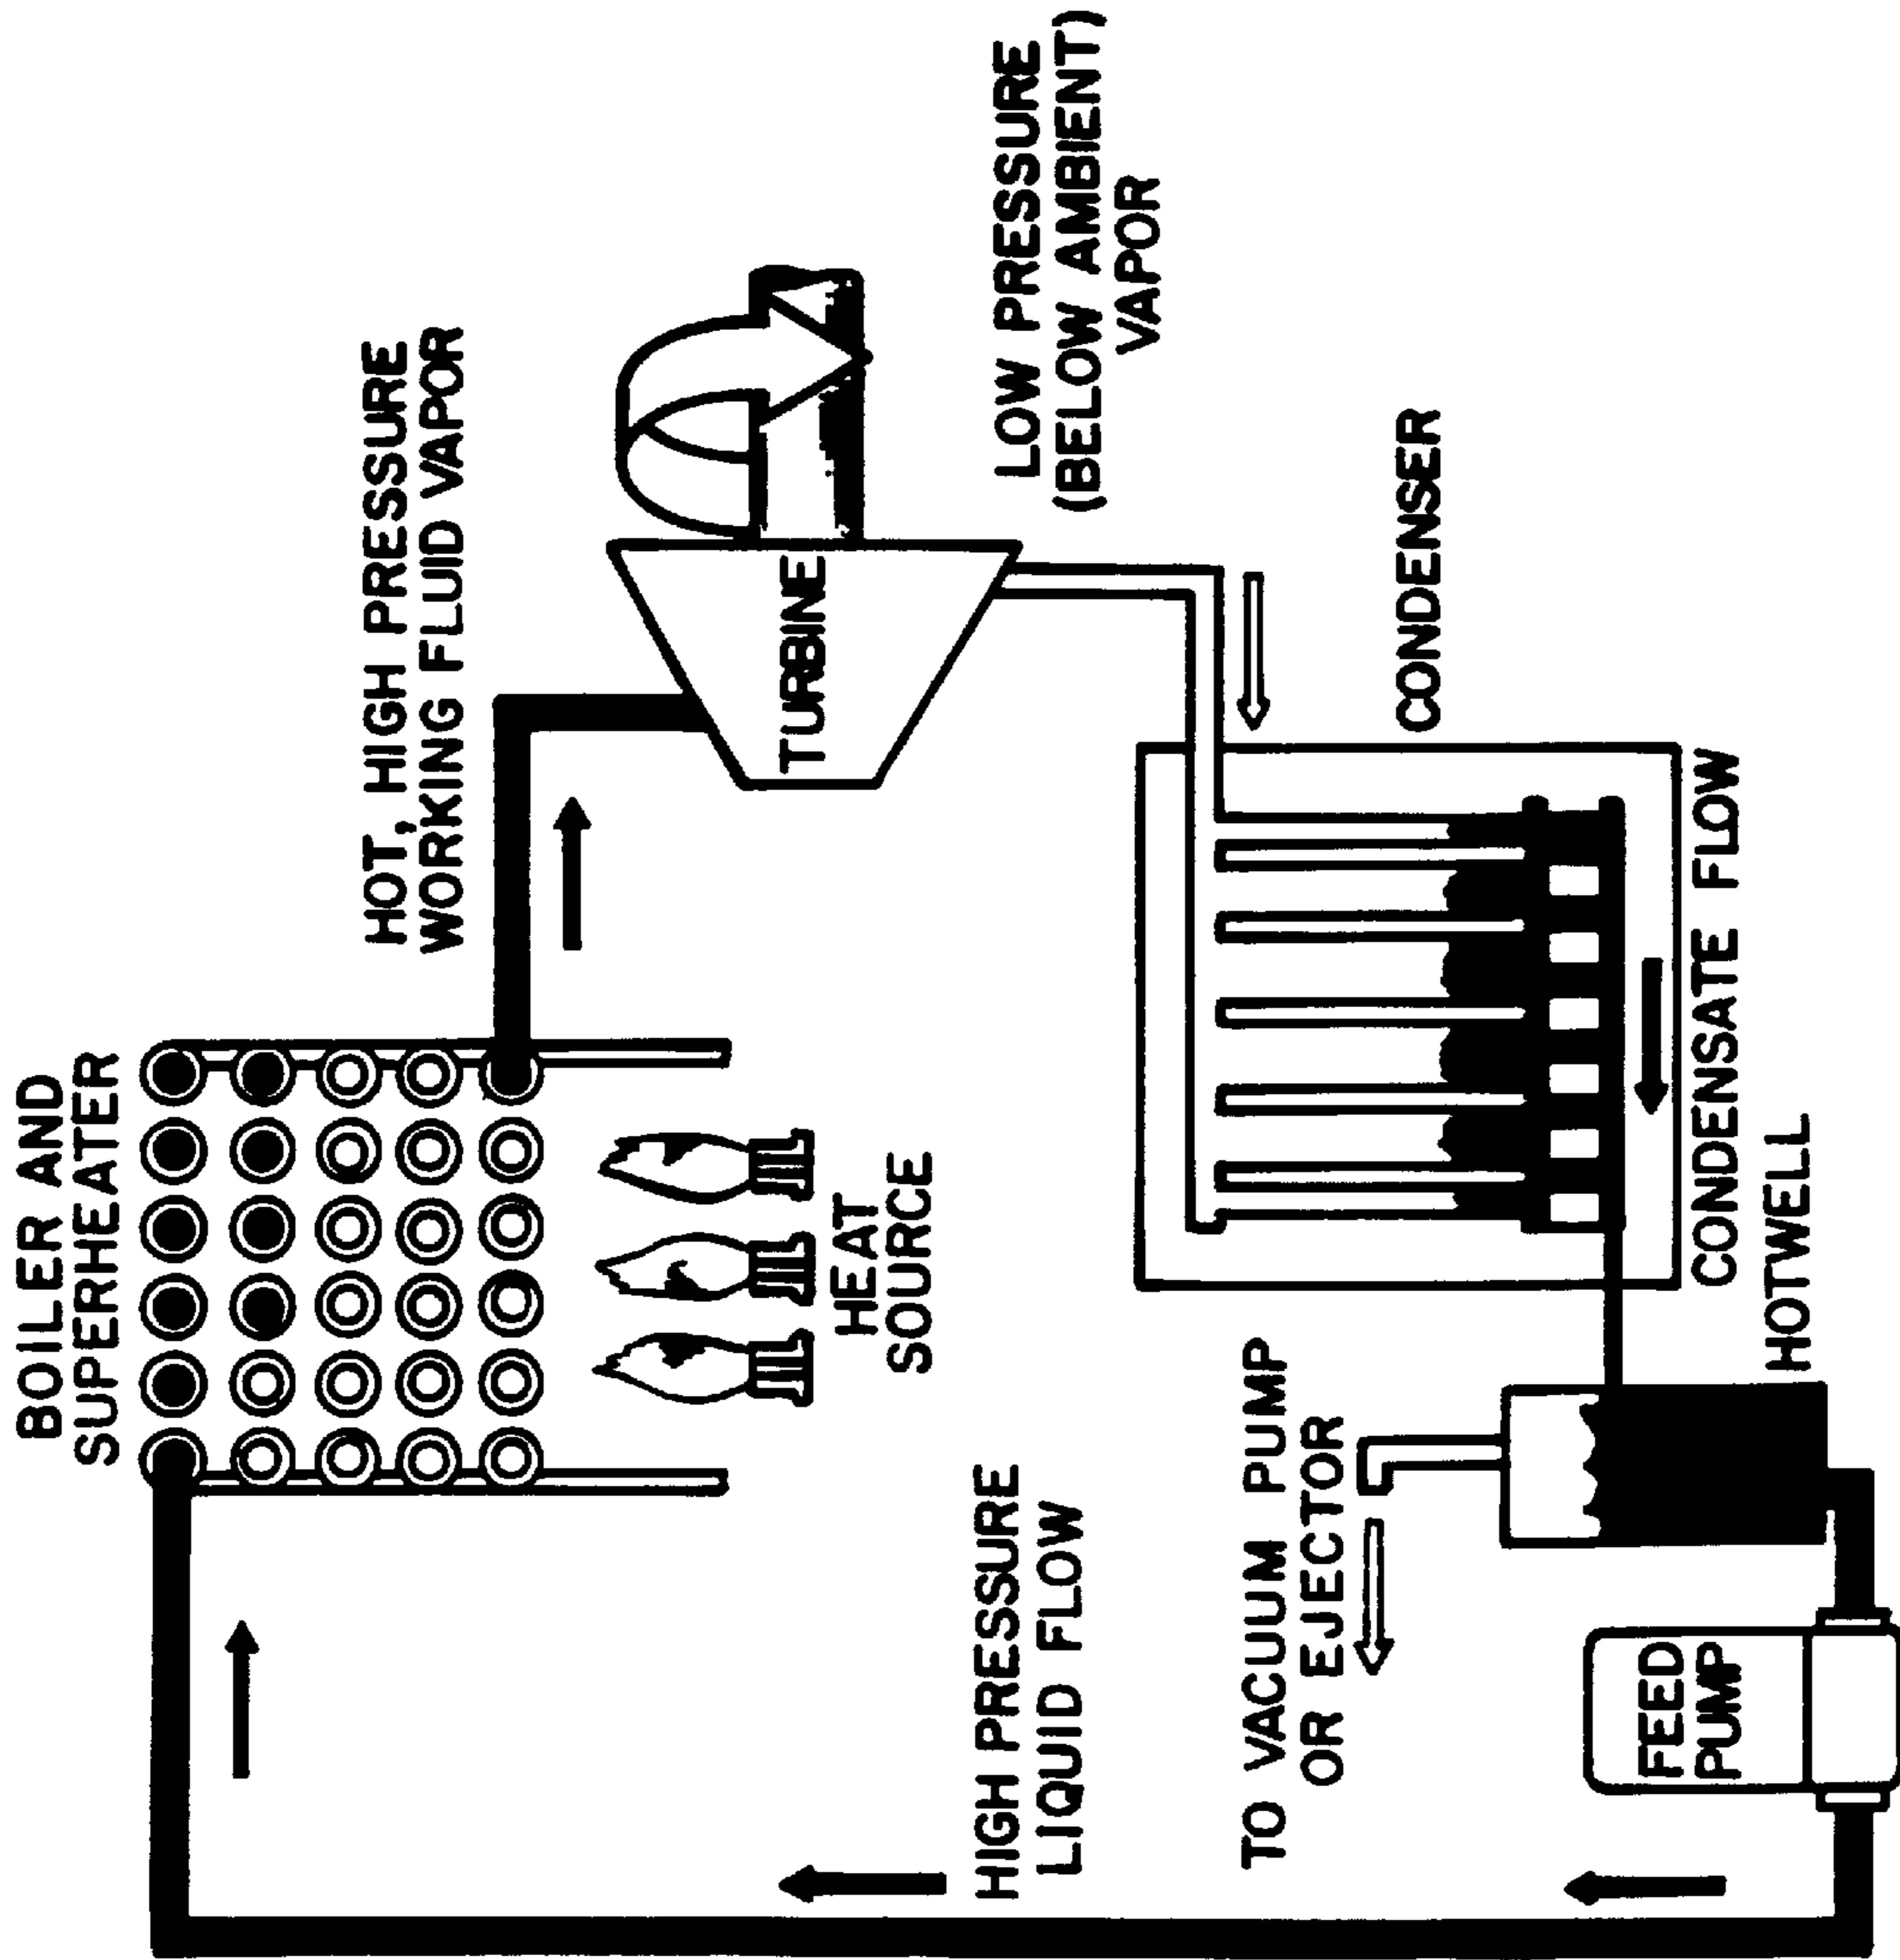 BOILER AND
SUPERHEATER
HOT, HIGH PRESSURE
WORKING FLUID VAPOR
TURBINE
HEAT
SOURCE
LOW PRESSURE
(BELOW AMBIENT)
VAPOR
HIGH PRESSURE
LIQUID FLOW
TO VACUUM PUMP
OR EJECTOR
CONDENSER
CONDENSATE FLOW
HOTWELL
FEED
PUMP